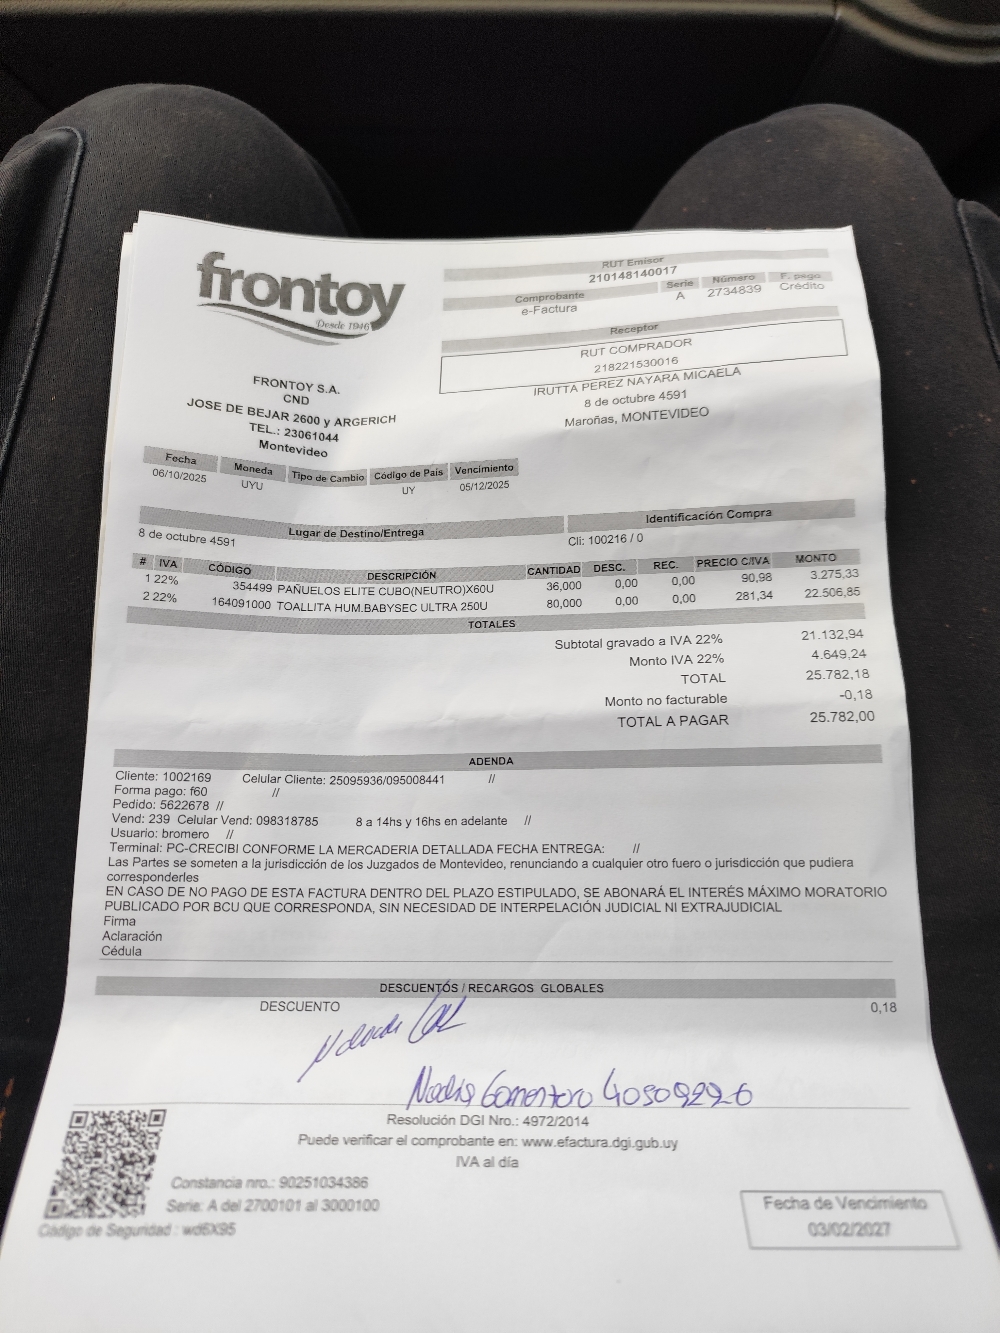 frontoy
Desde 1946
RUT Emisor
210148140017
Comprobante Serie Número F. pago
e-Factura A 2734839 Crédito
Receptor
RUT COMPRADOR
218221530016
IRUTTA PEREZ NAYARA MICAELA
8 de octubre 4591
Maroñas, MONTEVIDEO
FRONTOY S.A.
CND
JOSE DE BEJAR 2600 y ARGERICH
TEL.: 23061044
Montevideo
Fecha Moneda Tipo de Cambio Código de País Vencimiento
06/10/2025 UYU UY 05/12/2025
Lugar de Destino/Entrega Identificación Compra
8 de octubre 4591 Cli: 100216 / 0
# IVA CÓDIGO DESCRIPCIÓN CANTIDAD DESC. REC. PRECIO C/IVA MONTO
1 22% 354499 PAÑUELOS ELITE CUBO(NEUTRO)X60U 36,000 0,00 0,00 90,98 3.275,33
2 22% 164091000 TOALLITA HUM.BABYSEC ULTRA 250U 80,000 0,00 0,00 281,34 22.506,85
TOTALES
Subtotal gravado a IVA 22% 21.132,94
Monto IVA 22% 4.649,24
TOTAL 25.782,18
Monto no facturable -0,18
TOTAL A PAGAR 25.782,00
ADENDA
Cliente: 1002169 Celular Cliente: 25095936/095008441 //
Forma pago: f60 //
Pedido: 5622678 //
Vend: 239 Celular Vend: 098318785 8 a 14hs y 16hs en adelante //
Usuario: bromero //
Terminal: PC-CRECIBI CONFORME LA MERCADERIA DETALLADA FECHA ENTREGA: //
Las Partes se someten a la jurisdicción de los Juzgados de Montevideo, renunciando a cualquier otro fuero o jurisdicción que pudiera
corresponderles
EN CASO DE NO PAGO DE ESTA FACTURA DENTRO DEL PLAZO ESTIPULADO, SE ABONARÁ EL INTERÉS MÁXIMO MORATORIO
PUBLICADO POR BCU QUE CORRESPONDA, SIN NECESIDAD DE INTERPELACIÓN JUDICIAL NI EXTRAJUDICIAL
Firma
Aclaración
Cédula
DESCUENTOS / RECARGOS GLOBALES
DESCUENTO 0,18
Resolución DGI Nro.: 4972/2014
Puede verificar el comprobante en: www.efactura.dgi.gub.uy
IVA al día
Constancia nro.: 90251034386
Serie: A del 2700101 al 3000100
Código de Seguridad : wd6X95
Fecha de Vencimiento
03/02/2027